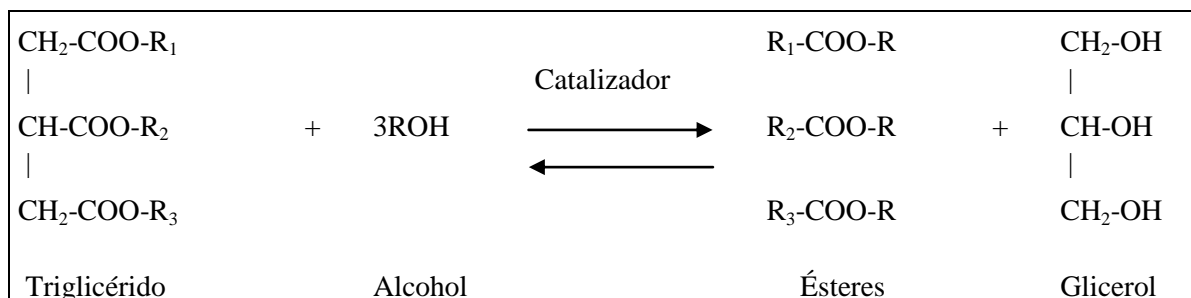 CH₂-COO-R₁ R₁-COO-R CH₂-OH
| Catalizador |
CH-COO-R₂ + 3ROH R₂-COO-R + CH-OH
| |
CH₂-COO-R₃ R₃-COO-R CH₂-OH
Triglicérido Alcohol Ésteres Glicerol